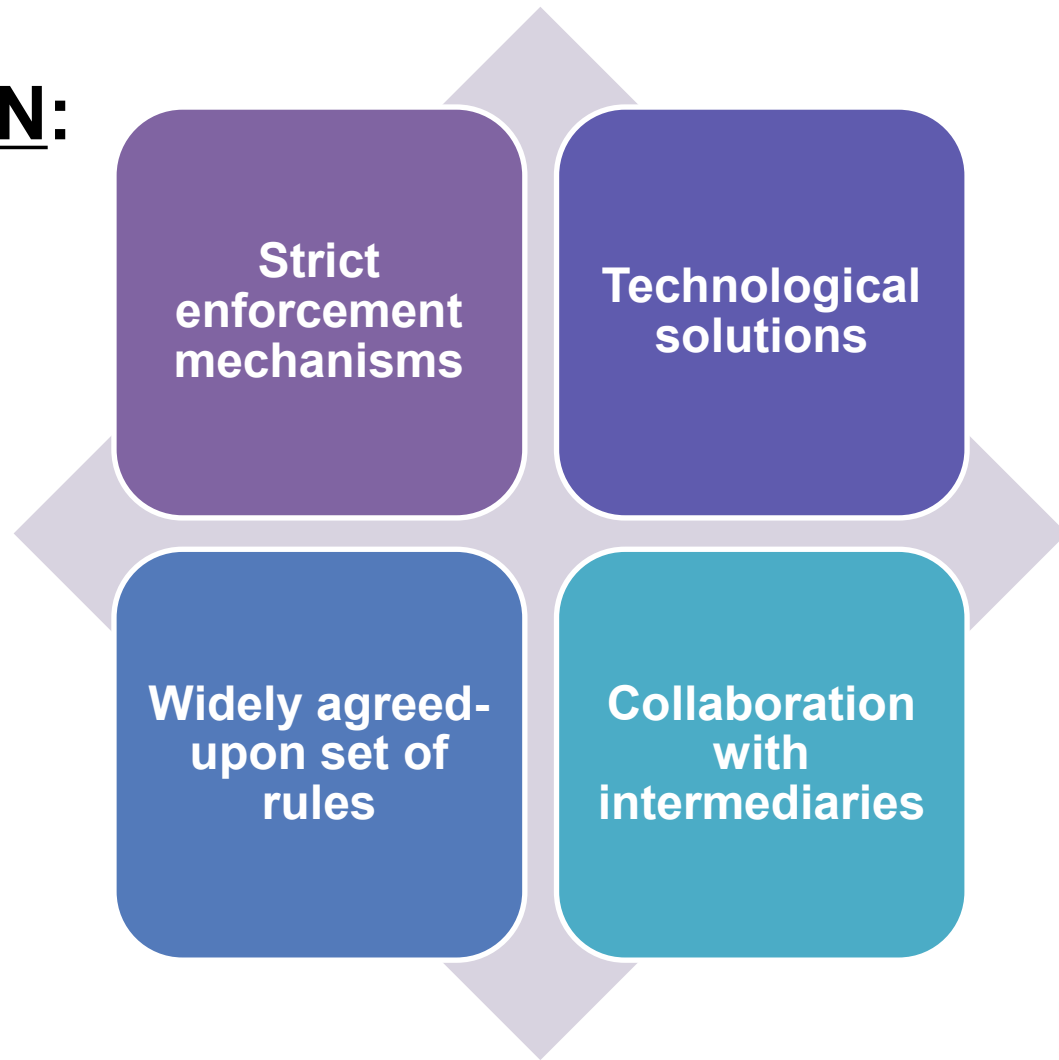 N:
Strict
enforcement
mechanisms
Technological
solutions
Widely agreed-
upon set of
rules
Collaboration
with
intermediaries